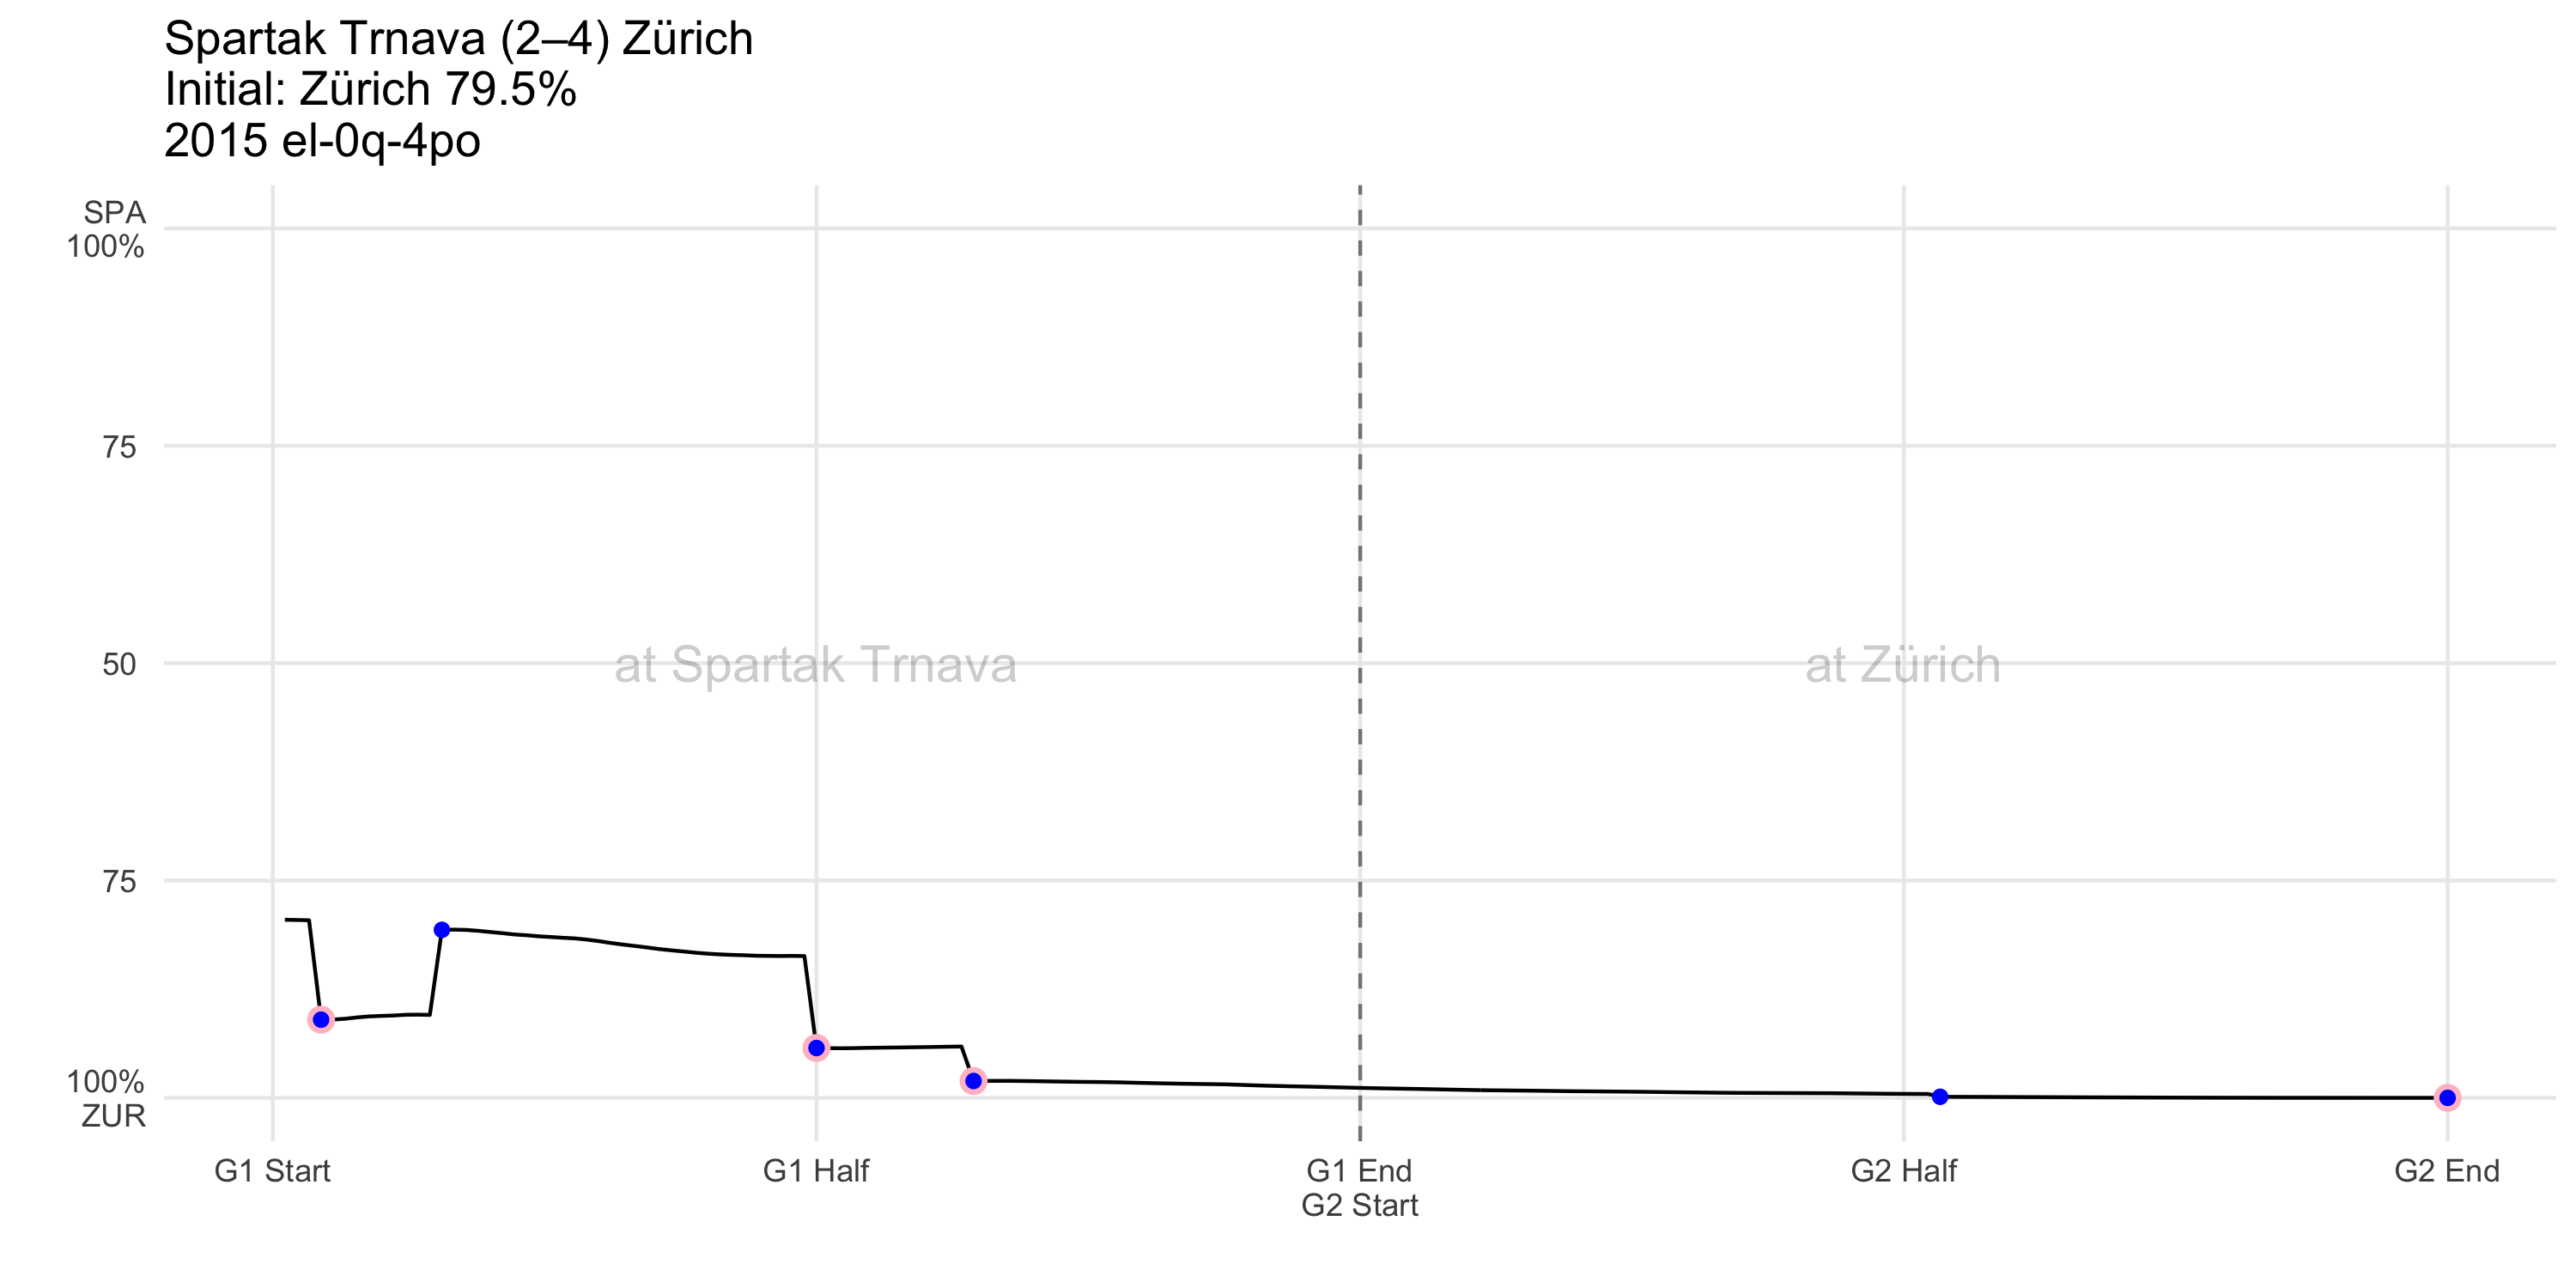 Spartak Trnava (2–4) Zürich
Initial: Zürich 79.5%
2015 el-0q-4po
SPA
100%
75
50
75
100%
ZUR
at Spartak Trnava
at Zürich
G1 Start
G1 Half
G1 End
G2 Start
G2 Half
G2 End